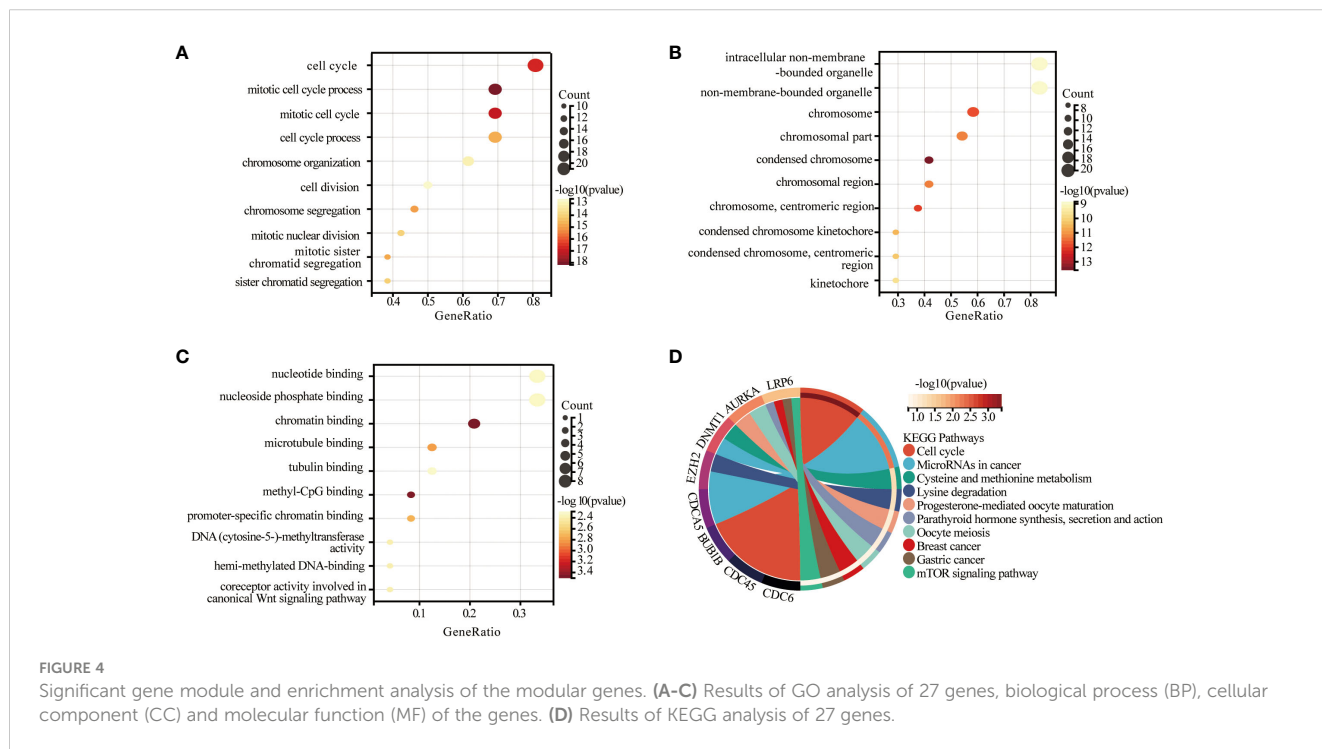 A
cell cycle
mitotic cell cycle process
mitotic cell cycle
cell cycle process
chromosome organization
cell division
chromosome segregation
mitotic nuclear division
mitotic sister
chromatid segregation
sister chromatid segregation
0.4 0.5 0.6 0.7 0.8
GeneRatio
Count
10
12
14
16
18
20
-log10(pvalue)
13
14
15
16
17
18
B
intracellular non-membrane
-bounded organelle
non-membrane-bounded organelle
chromosome
chromosomal part
condensed chromosome
chromosomal region
chromosome, centromeric region
condensed chromosome kinetochore
condensed chromosome, centromeric
region
kinetochore
0.3 0.4 0.5 0.6 0.7 0.8
GeneRatio
Count
8
10
12
14
16
18
20
-log10(pvalue)
9
10
11
12
13
C
nucleotide binding
nucleoside phosphate binding
chromatin binding
microtubule binding
tubulin binding
methyl-CpG binding
promoter-specific chromatin binding
DNA (cytosine-5-)-methyltransferase
activity
hemi-methylated DNA-binding
coreceptor activity involved in
canonical Wnt signaling pathway
0.1 0.2 0.3
GeneRatio
Count
1
2
3
4
5
6
7
8
-log10(pvalue)
2.4
2.6
2.8
3.0
3.2
3.4
D
LRP6
AURKA
DNMT1
EZH2
CDCA5
BUB1B
CDC45
CDC6
-log10(pvalue)
1.0 1.5 2.0 2.5 3.0
KEGG Pathways
Cell cycle
MicroRNAs in cancer
Cysteine and methionine metabolism
Lysine degradation
Progesterone-mediated oocyte maturation
Parathyroid hormone synthesis, secretion and action
Oocyte meiosis
Breast cancer
Gastric cancer
mTOR signaling pathway
FIGURE 4
Significant gene module and enrichment analysis of the modular genes. (A-C) Results of GO analysis of 27 genes, biological process (BP), cellular
component (CC) and molecular function (MF) of the genes. (D) Results of KEGG analysis of 27 genes.